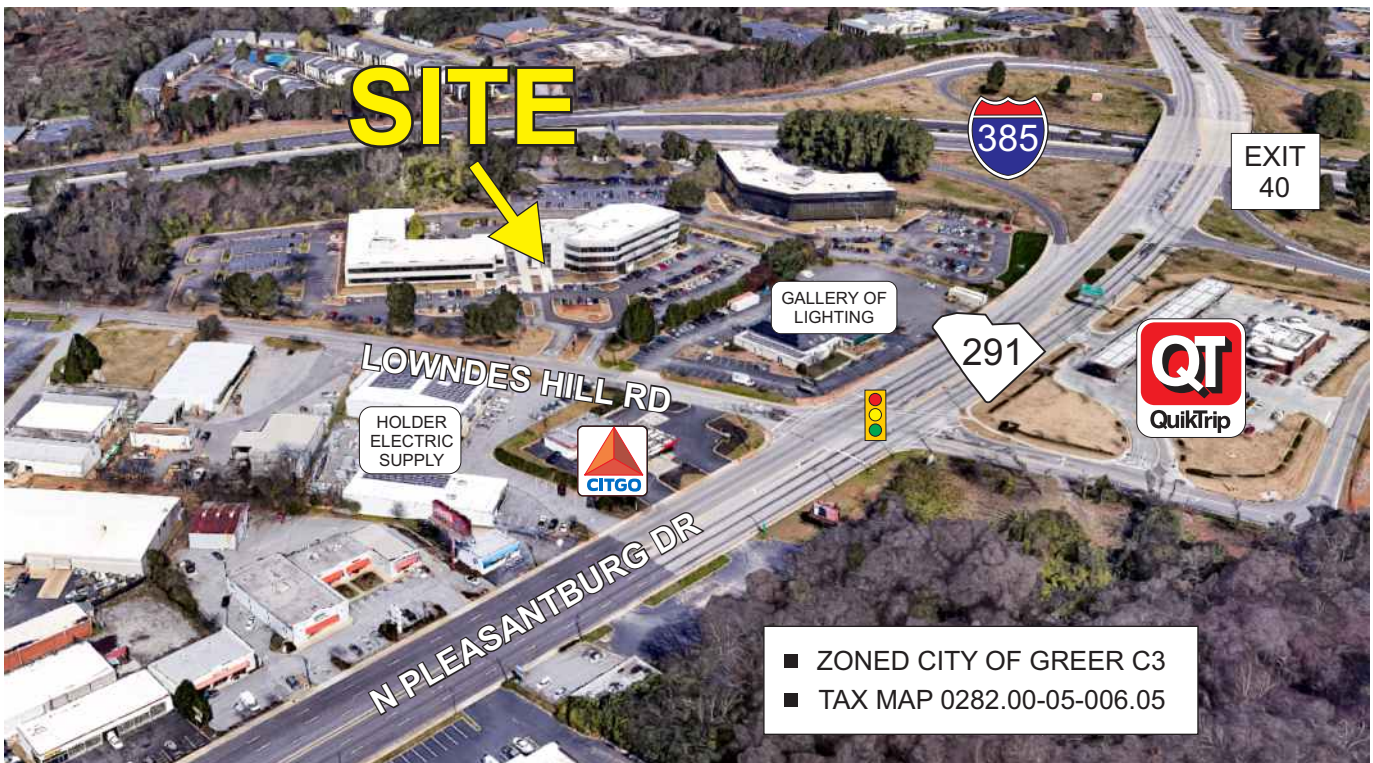 SITE
385
EXIT
40
GALLERY OF
LIGHTING
291
QT
QuikTrip
LOWNDES HILL RD
HOLDER
ELECTRIC
SUPPLY
CITGO
N PLEASANTBURG DR
■ ZONED CITY OF GREER C3
■ TAX MAP 0282.00-05-006.05